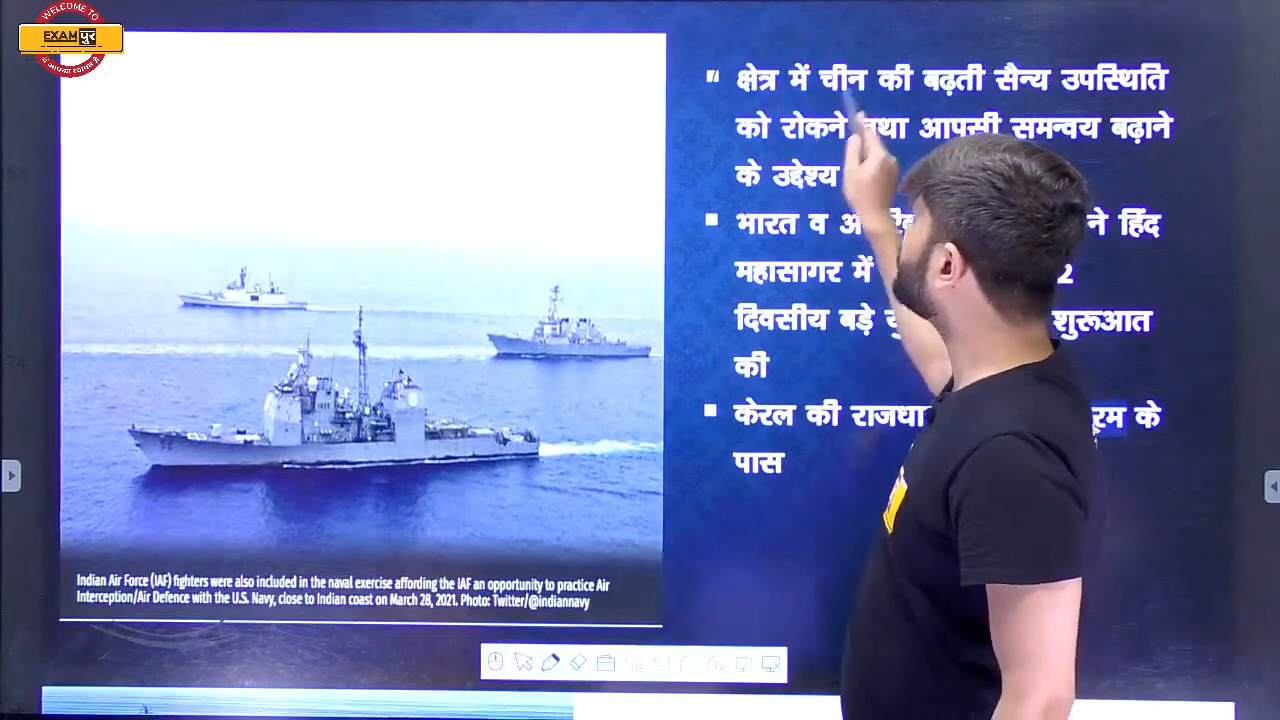 WELCOME TO
EXAM पुर
क्षेत्र में चीन की बढ़ती सैन्य उपस्थिति
को रोकने तथा आपसी समन्वय बढ़ाने
के उद्देश्य
भारत व ने हिंद
महासागर में 2
दिवसीय बड़े शुरूआत
की
केरल की के
पास
Indian Air Force (IAF) fighters were also included in the naval exercise affording the IAF an opportunity to practice Air
Interception/Air Defence with the U.S. Navy, close to Indian coast on March 28, 2021. Photo: Twitter/@indiannavy